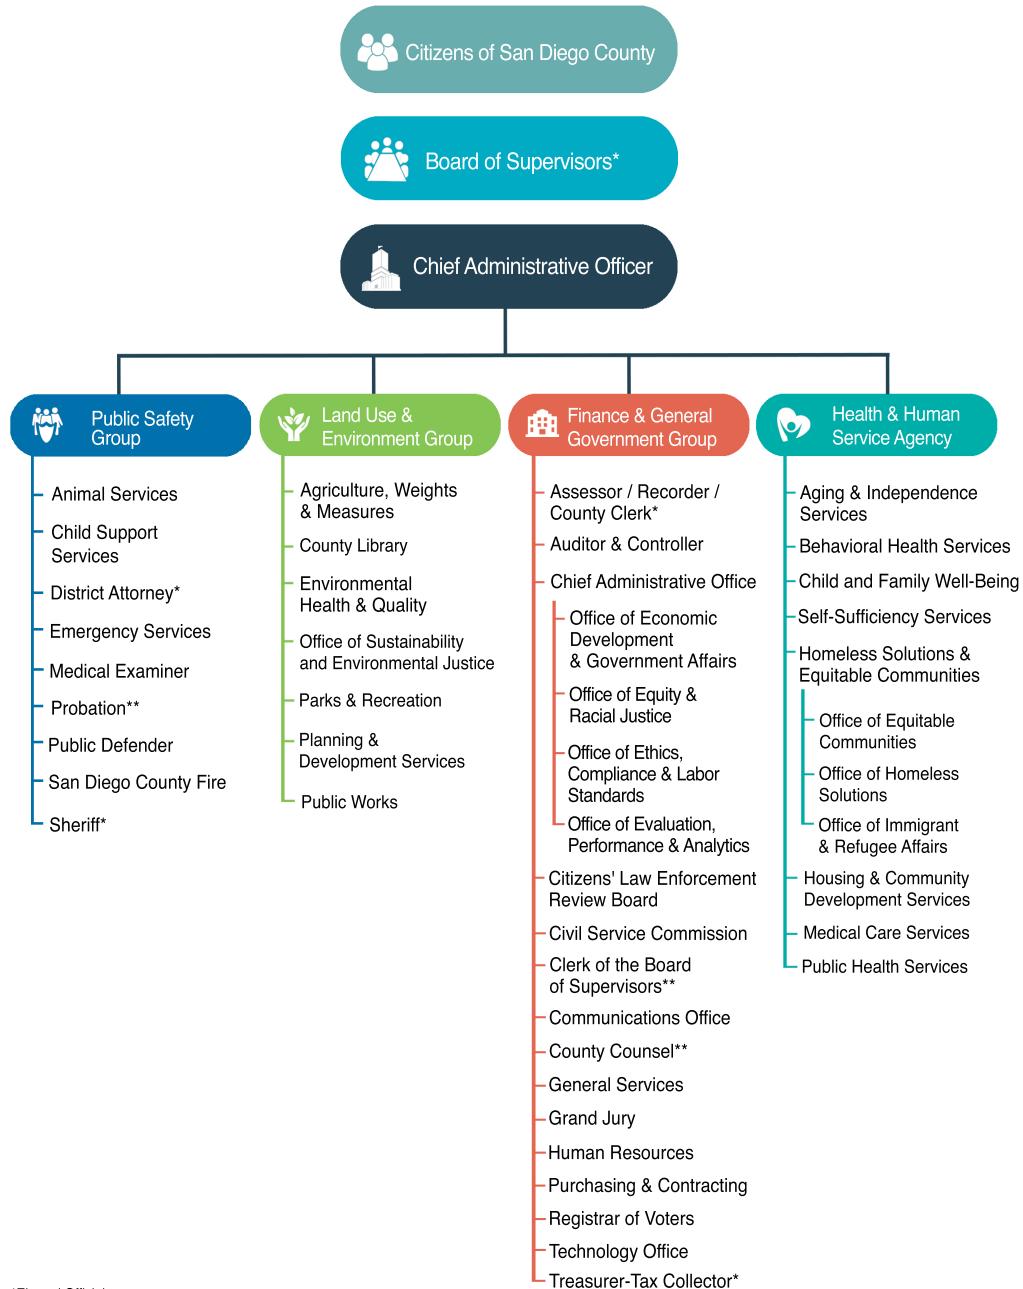 Citizens of San Diego County
Board of Supervisors*
Chief Administrative Officer
Public Safety
Group
Animal Services
Child Support
Services
District Attorney*
Emergency Services
Medical Examiner
Probation**
Public Defender
San Diego County Fire
Sheriff*
Land Use &
Environment Group
Agriculture, Weights
& Measures
County Library
Environmental
Health & Quality
Office of Sustainability
and Environmental Justice
Parks & Recreation
Planning &
Development Services
Public Works
Finance & General
Government Group
Assessor / Recorder /
County Clerk*
Auditor & Controller
Chief Administrative Office
Office of Economic
Development
& Government Affairs
Office of Equity &
Racial Justice
Office of Ethics,
Compliance & Labor
Standards
Office of Evaluation,
Performance & Analytics
Citizens' Law Enforcement
Review Board
Civil Service Commission
Clerk of the Board
of Supervisors**
Communications Office
County Counsel**
General Services
Grand Jury
Human Resources
Purchasing & Contracting
Registrar of Voters
Technology Office
Treasurer-Tax Collector*
Health & Human
Service Agency
Aging & Independence
Services
Behavioral Health Services
Child and Family Well-Being
Self-Sufficiency Services
Homeless Solutions &
Equitable Communities
Office of Equitable
Communities
Office of Homeless
Solutions
Office of Immigrant
& Refugee Affairs
Housing & Community
Development Services
Medical Care Services
Public Health Services